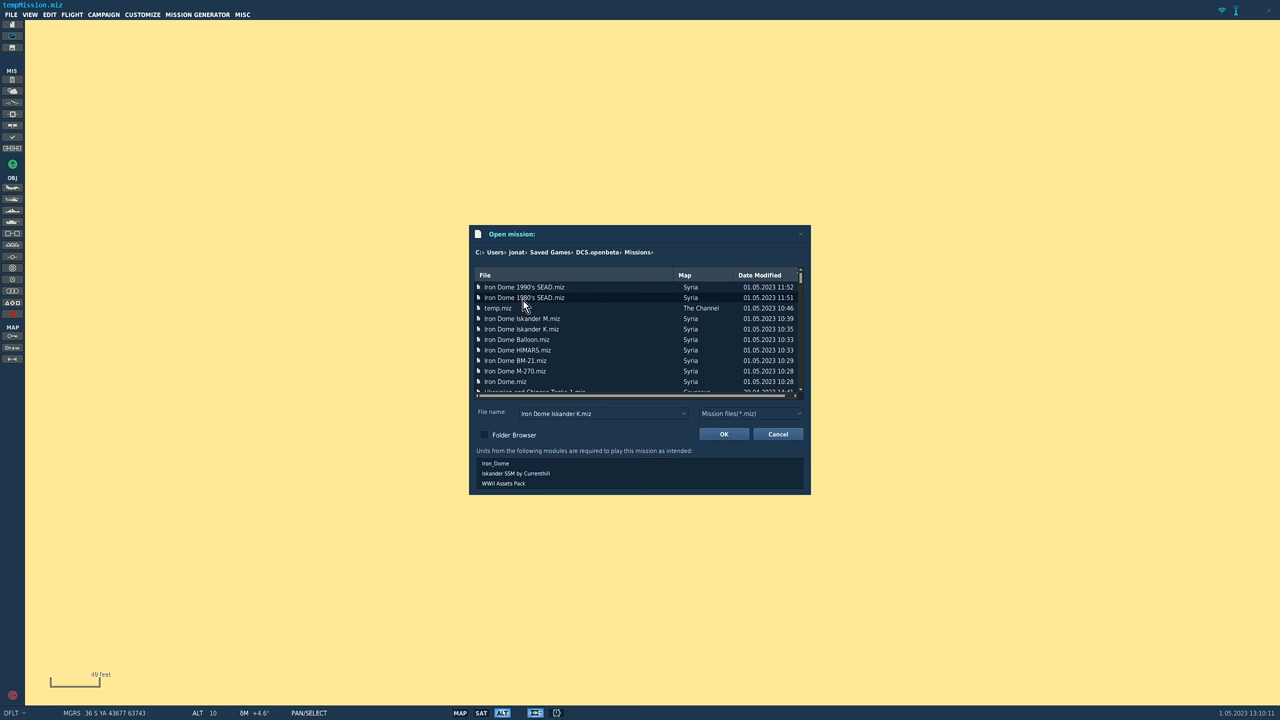 tempMission.miz
FILE VIEW EDIT FLIGHT CAMPAIGN CUSTOMIZE MISSION GENERATOR MISC
MIS
OBJ
MAP
Draw
Open mission:
C:› Users› jonat› Saved Games› DCS.openbeta› Missions›
File Map Date Modified
Iron Dome 1990's SEAD.miz Syria 01.05.2023 11:52
Iron Dome 1980's SEAD.miz Syria 01.05.2023 11:51
temp.miz The Channel 01.05.2023 10:46
Iron Dome Iskander M.miz Syria 01.05.2023 10:39
Iron Dome Iskander K.miz Syria 01.05.2023 10:35
Iron Dome Balloon.miz Syria 01.05.2023 10:33
Iron Dome HIMARS.miz Syria 01.05.2023 10:33
Iron Dome BM-21.miz Syria 01.05.2023 10:29
Iron Dome M-270.miz Syria 01.05.2023 10:28
Iron Dome.miz Syria 01.05.2023 10:28
File name: Iron Dome Iskander K.miz Mission files(*.miz)
Folder Browser OK Cancel
Units from the following modules are required to play this mission as intended:
Iron_Dome
Iskander SSM by Currenthill
WWII Assets Pack
40 feet
DFLT MGRS 36 S YA 43677 63743 ALT 10 δM +4.6° PAN/SELECT MAP SAT ALT 1.05.2023 13:10:11